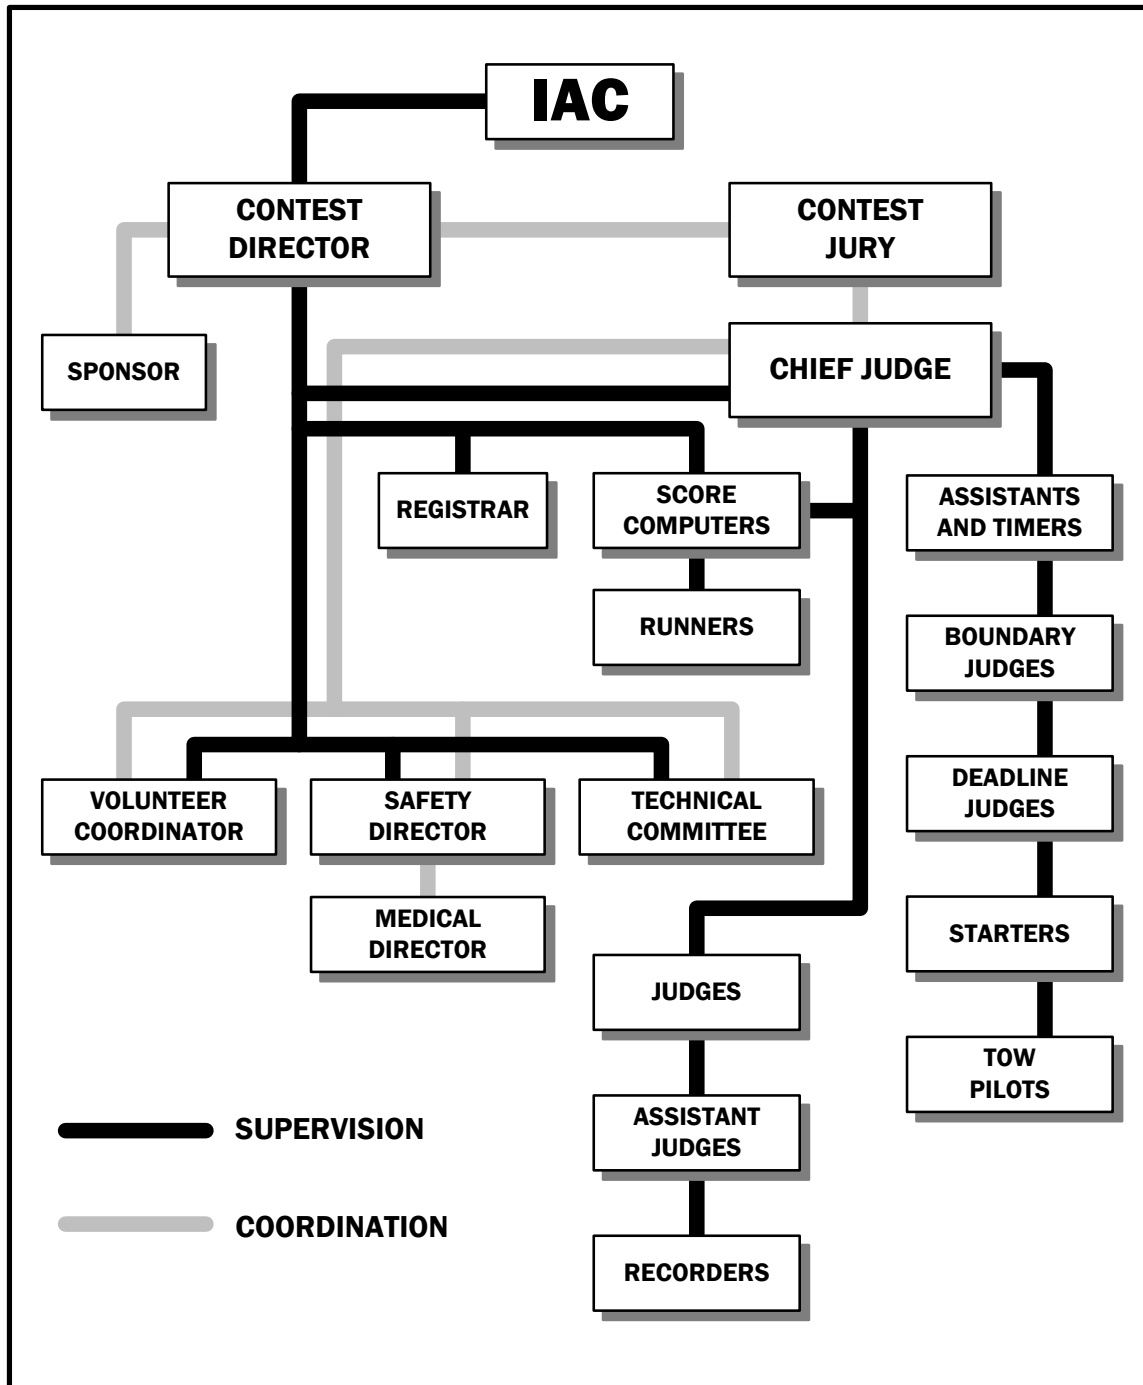 IAC
CONTEST
DIRECTOR
CONTEST
JURY
SPONSOR
CHIEF JUDGE
REGISTRAR
SCORE
COMPUTERS
ASSISTANTS
AND TIMERS
RUNNERS
BOUNDARY
JUDGES
VOLUNTEER
COORDINATOR
SAFETY
DIRECTOR
TECHNICAL
COMMITTEE
DEADLINE
JUDGES
MEDICAL
DIRECTOR
STARTERS
JUDGES
TOW
PILOTS
SUPERVISION
ASSISTANT
JUDGES
COORDINATION
RECORDERS